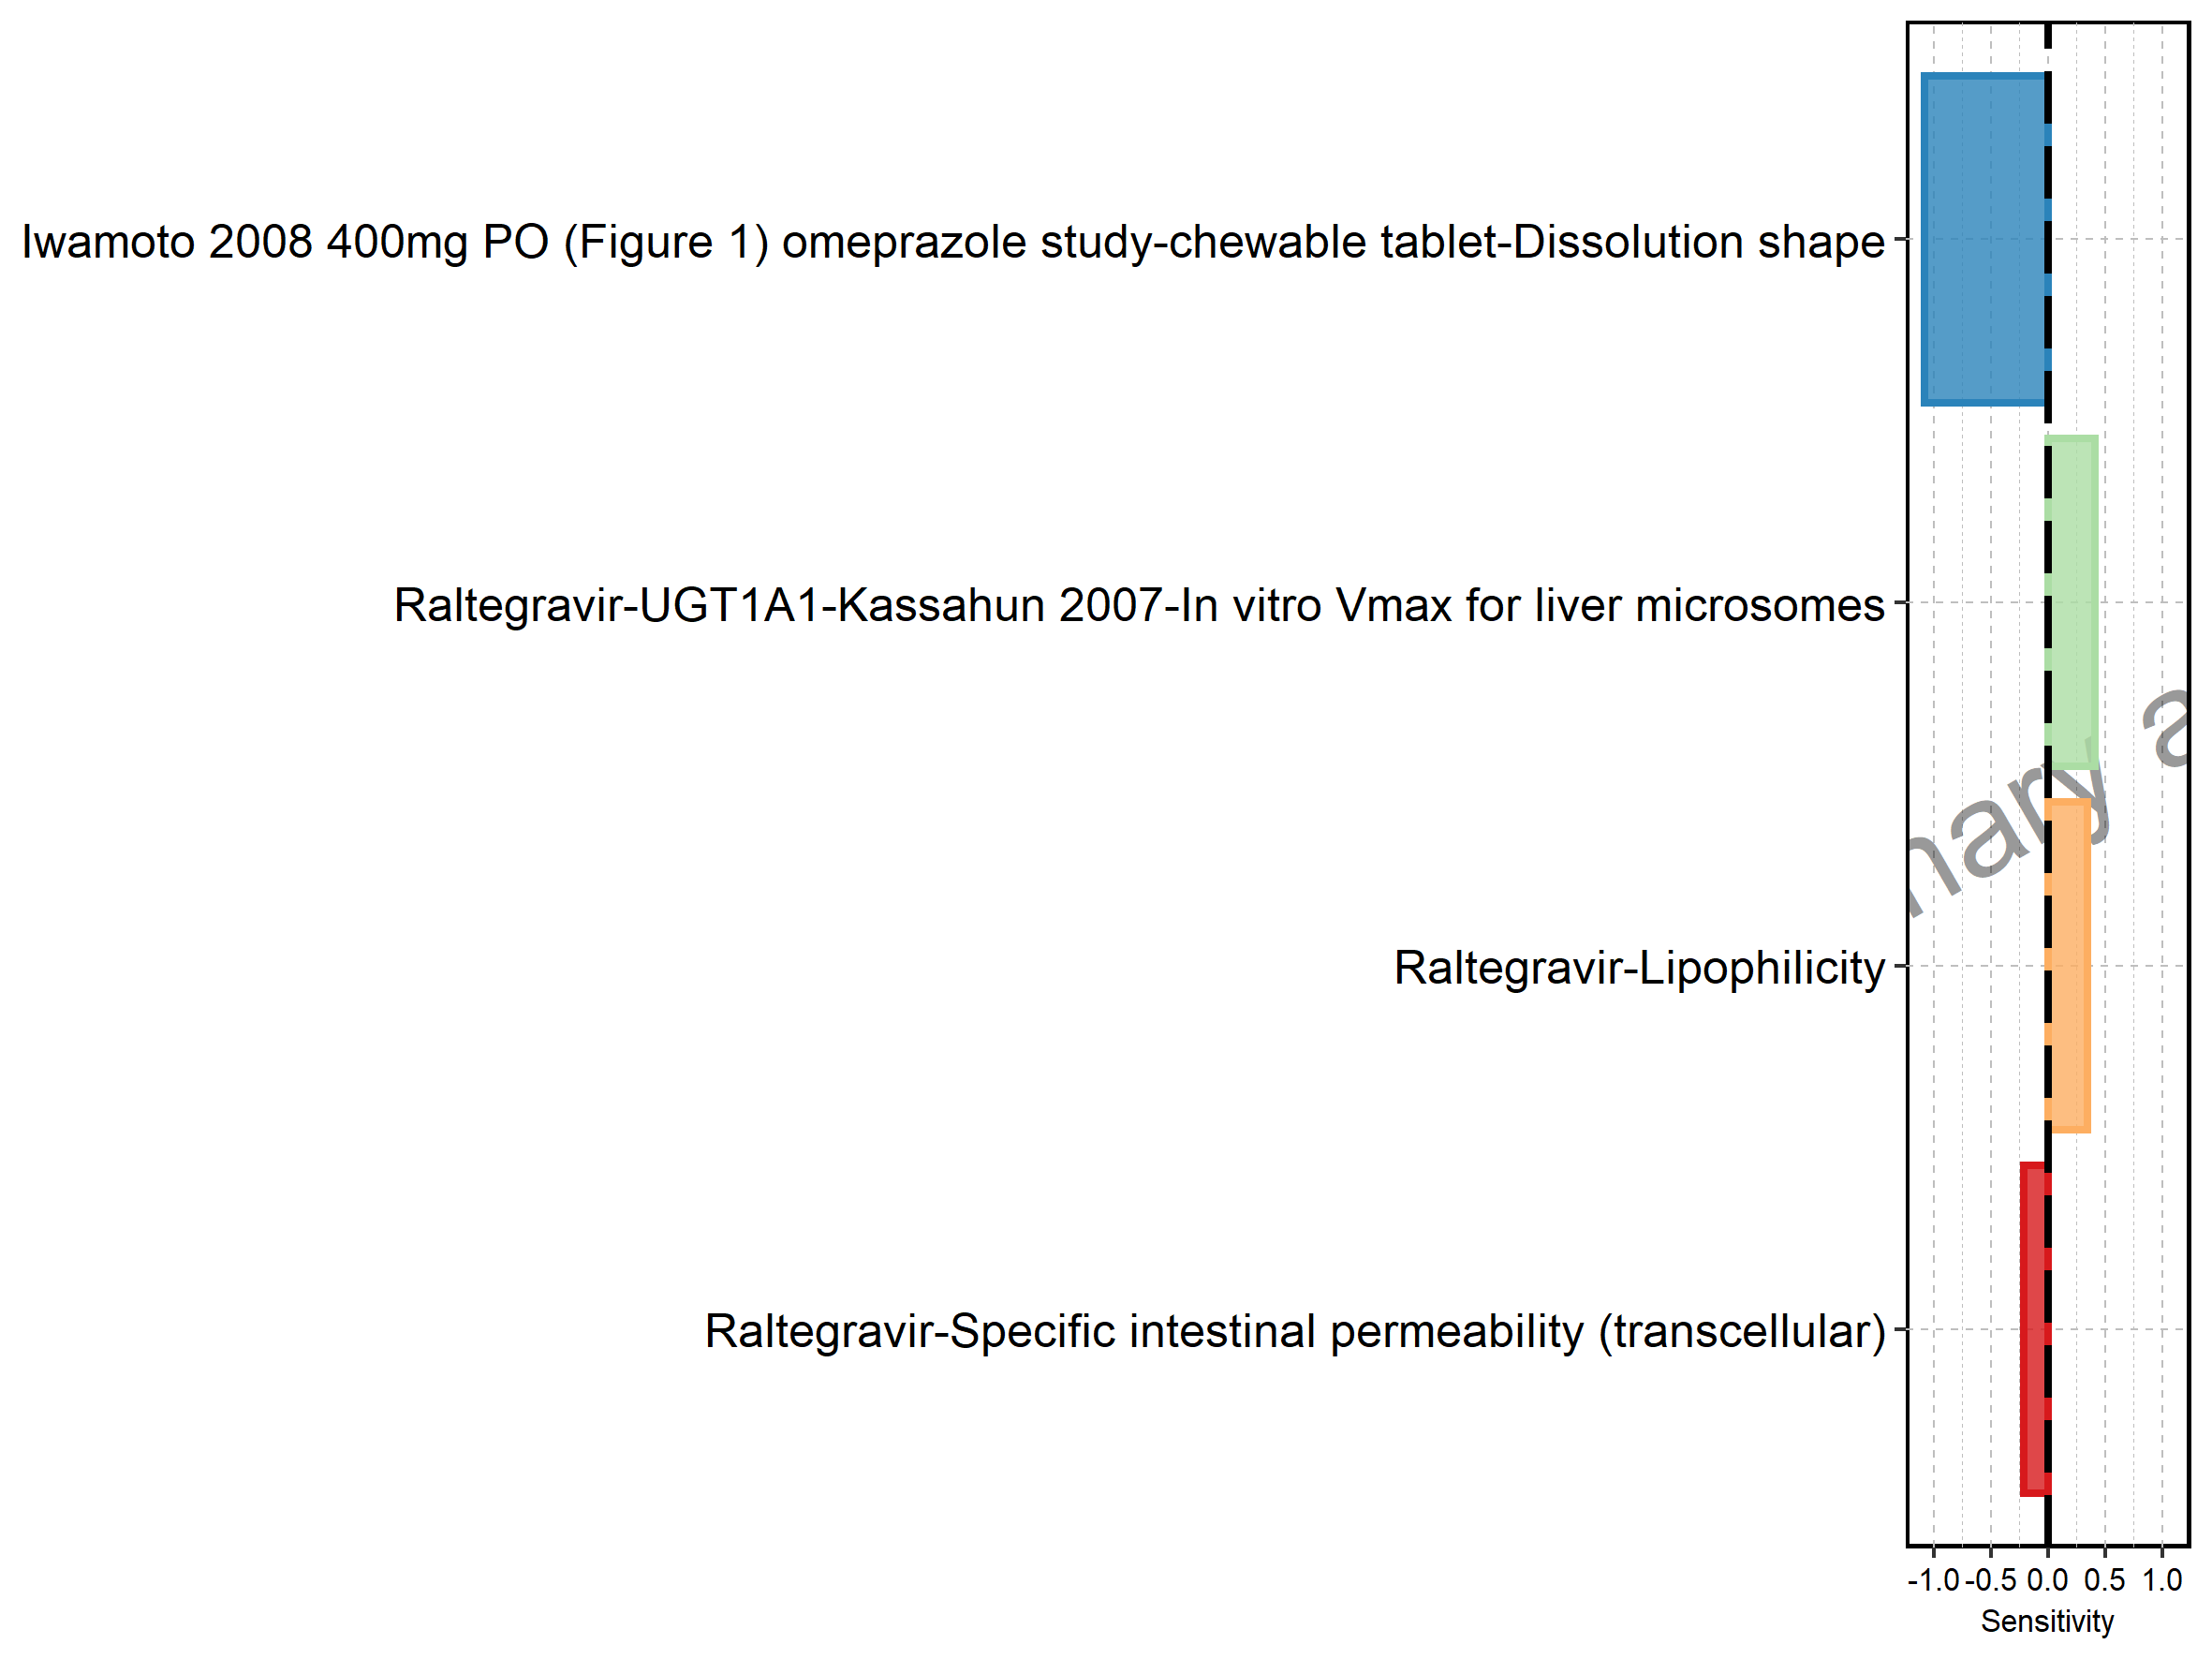 Iwamoto 2008 400mg PO (Figure 1) omeprazole study-chewable tablet-Dissolution shape
Raltegravir-UGT1A1-Kassahun 2007-In vitro Vmax for liver microsomes
Raltegravir-Lipophilicity
Raltegravir-Specific intestinal permeability (transcellular)
nary a
-1.0 -0.5 0.0 0.5 1.0
Sensitivity